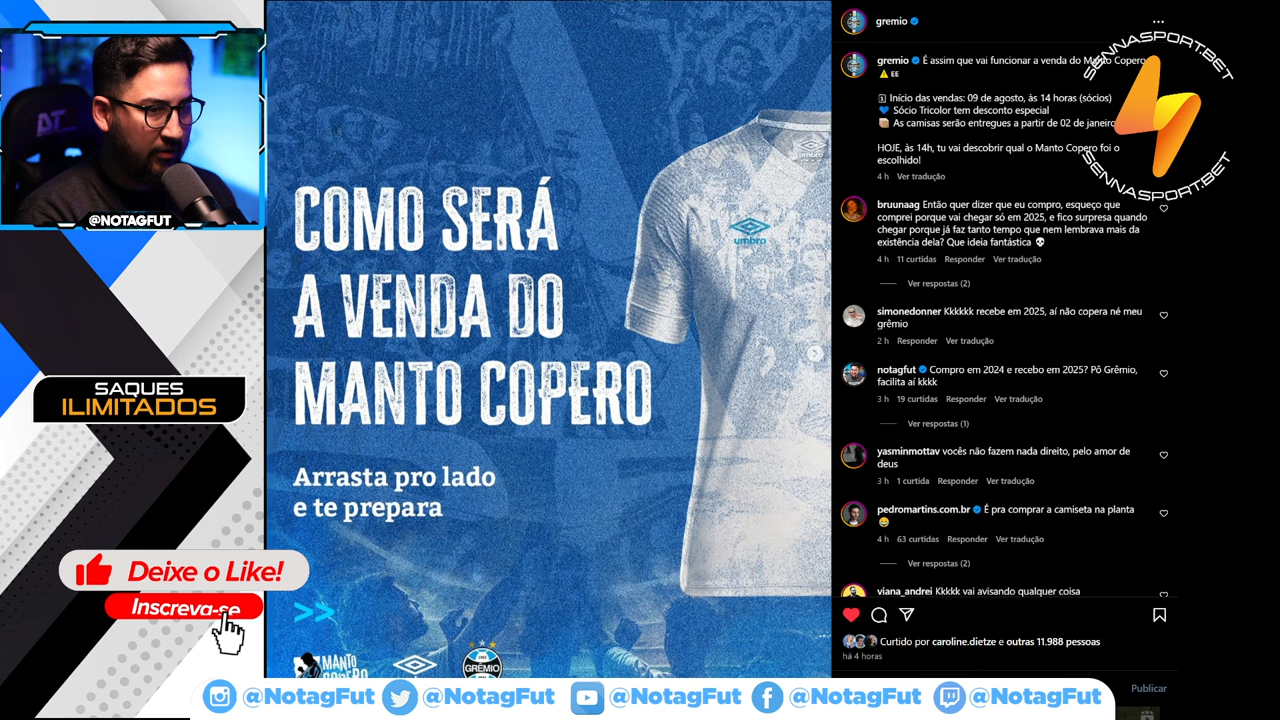 @NOTAGFUT
SAQUES
ILIMITADOS
Deixe o Like!
Inscreva-se
COMO SERÁ
A VENDA DO
MANTO COPERO
Arrasta pro lado
e te prepara
>>
umbro
MANTO
COPERO
GRÊMIO
gremio
gremio É assim que vai funcionar a venda do Manto Copero
Início das vendas: 09 de agosto, às 14 horas (sócios)
Sócio Tricolor tem desconto especial
As camisas serão entregues a partir de 02 de janeiro
HOJE, às 14h, tu vai descobrir qual o Manto Copero foi o
escolhido!
4 h Ver tradução
SENNASPORT.BET
SENNASPORT.BET
bruunaag Então quer dizer que eu compro, esqueço que
comprei porque vai chegar só em 2025, e fico surpresa quando
chegar porque já faz tanto tempo que nem lembrava mais da
existência dela? Que ideia fantástica 💀
4 h 11 curtidas Responder Ver tradução
Ver respostas (2)
simonedonner Kkkkkk recebe em 2025, aí não copera né meu
grêmio
2 h Responder Ver tradução
notagfut Compro em 2024 e recebo em 2025? Pô Grêmio,
facilita aí kkkk
3 h 19 curtidas Responder Ver tradução
Ver respostas (1)
yasminmottav vocês não fazem nada direito, pelo amor de
deus
3 h 1 curtida Responder Ver tradução
pedromartins.com.br É pra comprar a camiseta na planta
😂
4 h 63 curtidas Responder Ver tradução
Ver respostas (2)
viana_andrei Kkkkk vai avisando qualquer coisa
Curtido por caroline.dietze e outras 11.988 pessoas
há 4 horas
Publicar
@NotagFut @NotagFut @NotagFut @NotagFut @NotagFut